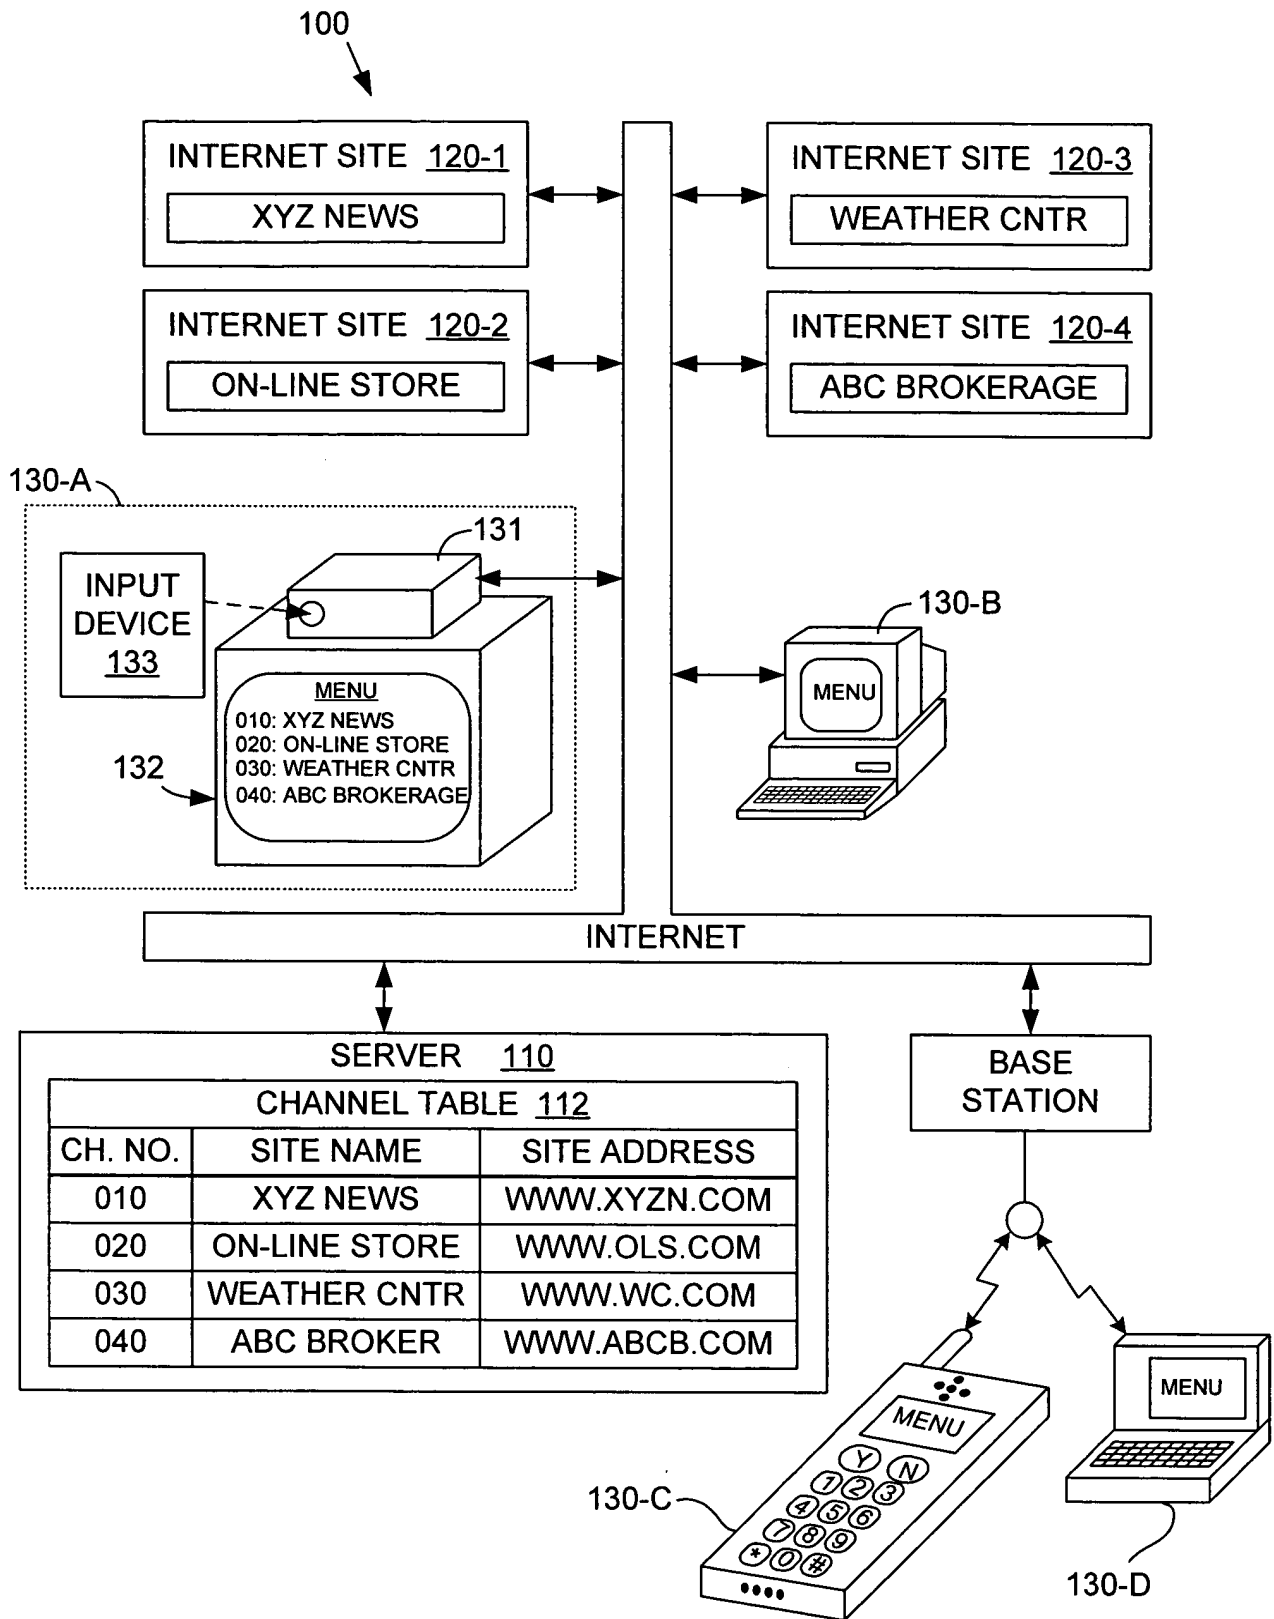 100
INTERNET SITE 120-1
XYZ NEWS
INTERNET SITE 120-3
WEATHER CNTR
INTERNET SITE 120-2
ON-LINE STORE
INTERNET SITE 120-4
ABC BROKERAGE
130-A
131
INPUT
DEVICE
133
MENU
010: XYZ NEWS
020: ON-LINE STORE
030: WEATHER CNTR
040: ABC BROKERAGE
132
130-B
MENU
INTERNET
SERVER 110
CHANNEL TABLE 112
CH. NO. SITE NAME SITE ADDRESS
010 XYZ NEWS WWW.XYZN.COM
020 ON-LINE STORE WWW.OLS.COM
030 WEATHER CNTR WWW.WC.COM
040 ABC BROKER WWW.ABCB.COM
BASE
STATION
MENU
Y N
1 2 3
4 5 6
7 8 9
* 0 #
130-C
MENU
130-D